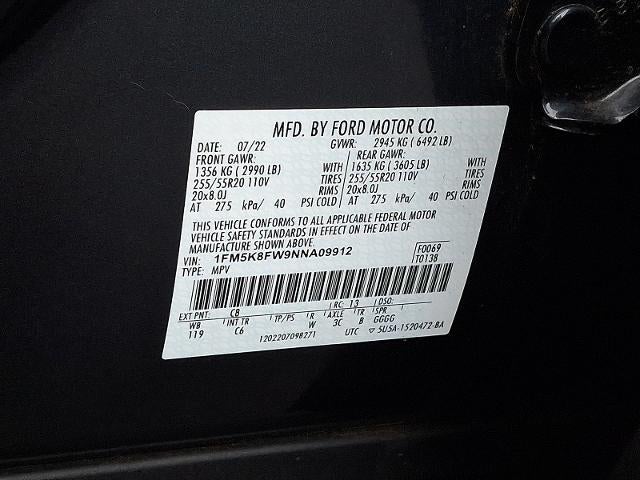 MFD. BY FORD MOTOR CO.
DATE: 07/22 GVWR: 2945 KG ( 6492 LB)
FRONT GAWR: REAR GAWR:
1356 KG ( 2990 LB) WITH 1635 KG ( 3605 LB) WITH
255/55R20 110V TIRES 255/55R20 110V TIRES
20x8.0J RIMS 20x8.0J RIMS
AT 275 kPa/ 40 PSI COLD AT 275 kPa/ 40 PSI COLD
THIS VEHICLE CONFORMS TO ALL APPLICABLE FEDERAL MOTOR
VEHICLE SAFETY STANDARDS IN EFFECT ON THE DATE OF
MANUFACTURE SHOWN ABOVE.
VIN: 1FM5K8FW9NNA09912 F0069
TYPE: MPV T0138
EXT PNT: CB RC: 13 DSO:
WB INT TR TP/PS R AXLE TR SPR
119 C6 W 3C B GGGG
1202207098271 UTC ▽ 5U5A-1520472-BA